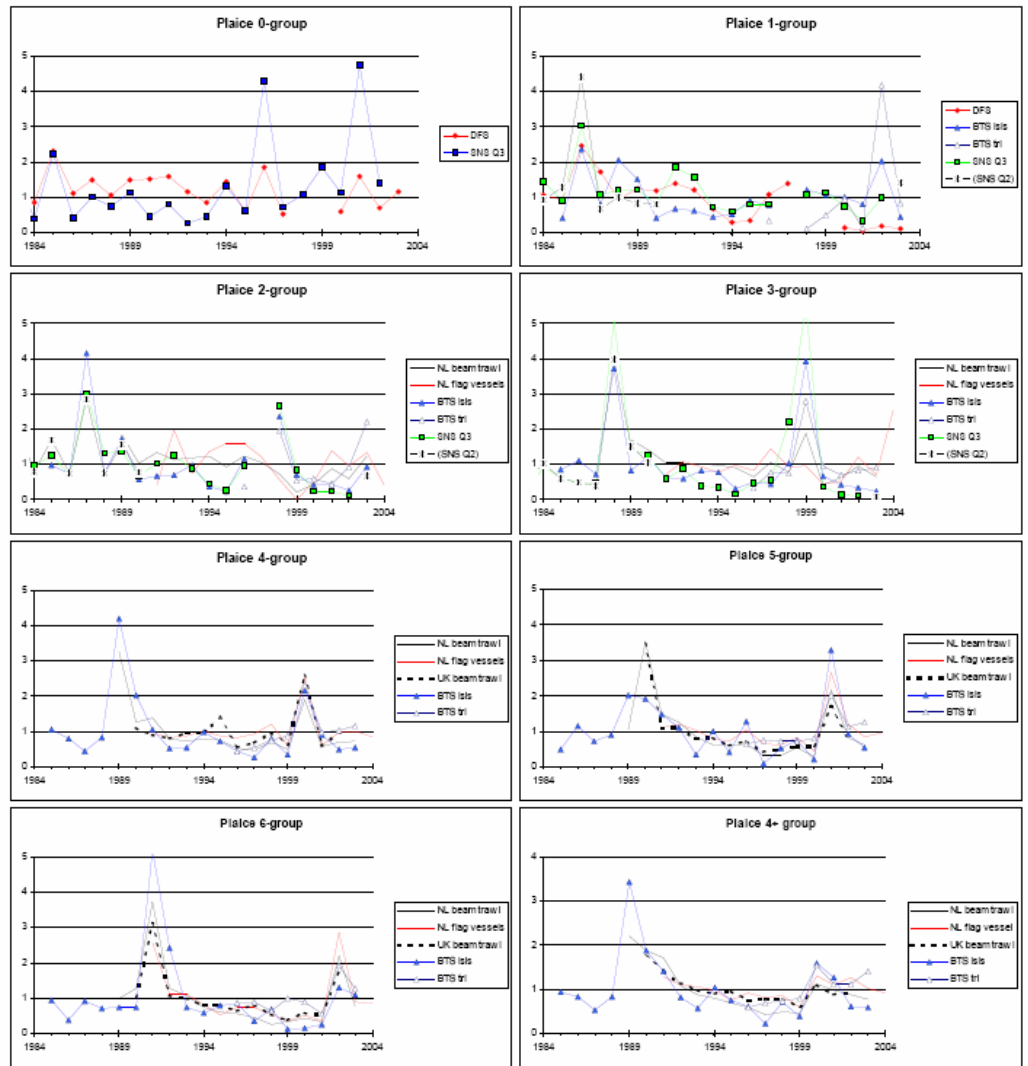 Plaice 0-group
5
4
3
2
1
0
1984
1989
1994
1999
2004
DFS
SNS Q3
Plaice 1-group
5
4
3
2
1
0
1984
1989
1994
1999
2004
DFS
BTS isis
BTS tri
SNS Q3
(SNS Q2)
Plaice 2-group
5
4
3
2
1
0
1984
1989
1994
1999
2004
NL beam trawl
NL flag vessels
BTS isis
BTS tri
SNS Q3
(SNS Q2)
Plaice 3-group
5
4
3
2
1
0
1984
1989
1994
1999
2004
NL beam trawl
NL flag vessels
BTS isis
BTS tri
SNS Q3
(SNS Q2)
Plaice 4-group
5
4
3
2
1
0
1984
1989
1994
1999
2004
NL beam trawl
NL flag vessels
UK beam trawl
BTS isis
BTS tri
Plaice 5-group
5
4
3
2
1
0
1984
1989
1994
1999
2004
NL beam trawl
NL flag vessels
UK beam trawl
BTS isis
BTS tri
Plaice 6-group
5
4
3
2
1
0
1984
1989
1994
1999
2004
NL beam trawl
NL flag vessels
UK beam trawl
BTS isis
BTS tri
Plaice 4+ group
4
3
2
1
0
1984
1989
1994
1999
2004
NL beam trawl
NL flag vessel
UK beam trawl
BTS isis
BTS tri